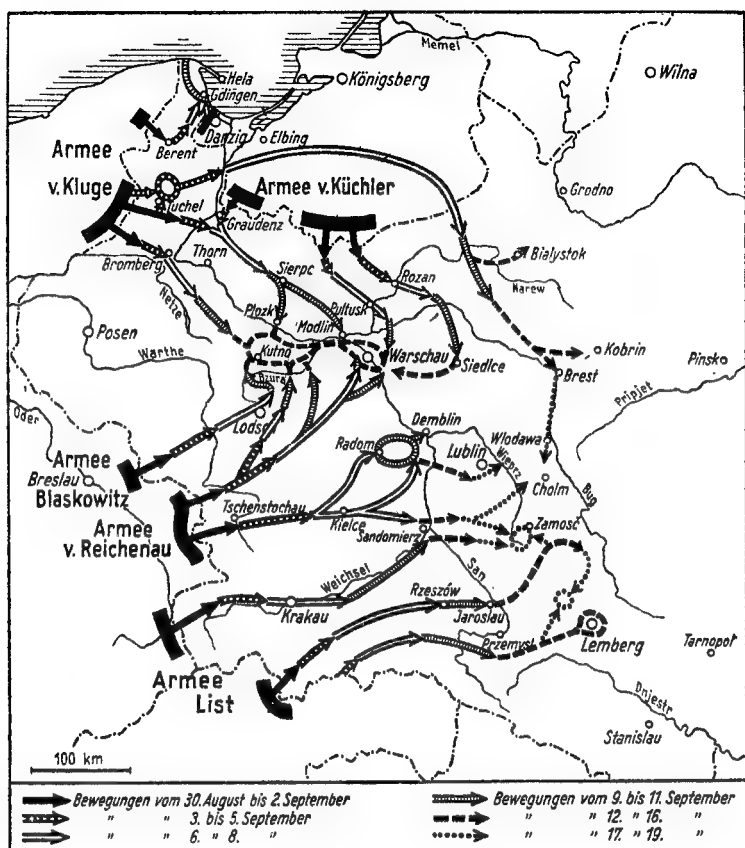 Memel
Hela
Gdingen
Königsberg
Wilna
Danzig
Elbing
Berent
Armee
v. Kluge
Armee v. Küchler
Tuchel
Graudenz
Grodno
Bromberg
Thorn
Sierpc
Rozan
Bialystok
Narew
Netze
Plozk
Pultusk
Modlin
Posen
Kutno
Warschau
Siedlce
Kobrin
Pinsk
Warthe
Bzura
Brest
Pripjet
Oder
Lodsch
Demblin
Armee
Breslau
Blaskowitz
Radom
Lublin
Wieprz
Wlodawa
Cholm
Bug
Armee
v. Reichenau
Tschenstochau
Kielce
Sandomierz
Zamość
Weichsel
San
Krakau
Rzeszów
Jaroslau
Przemysl
Lemberg
Tarnopol
Armee
List
Dnjestr
Stanislau
100 km
Bewegungen vom 30. August bis 2. September
" " 3. bis 5. September
" " 6. " 8. "
Bewegungen vom 9. bis 11. September
" " 12. " 16. "
" " 17. " 19. "